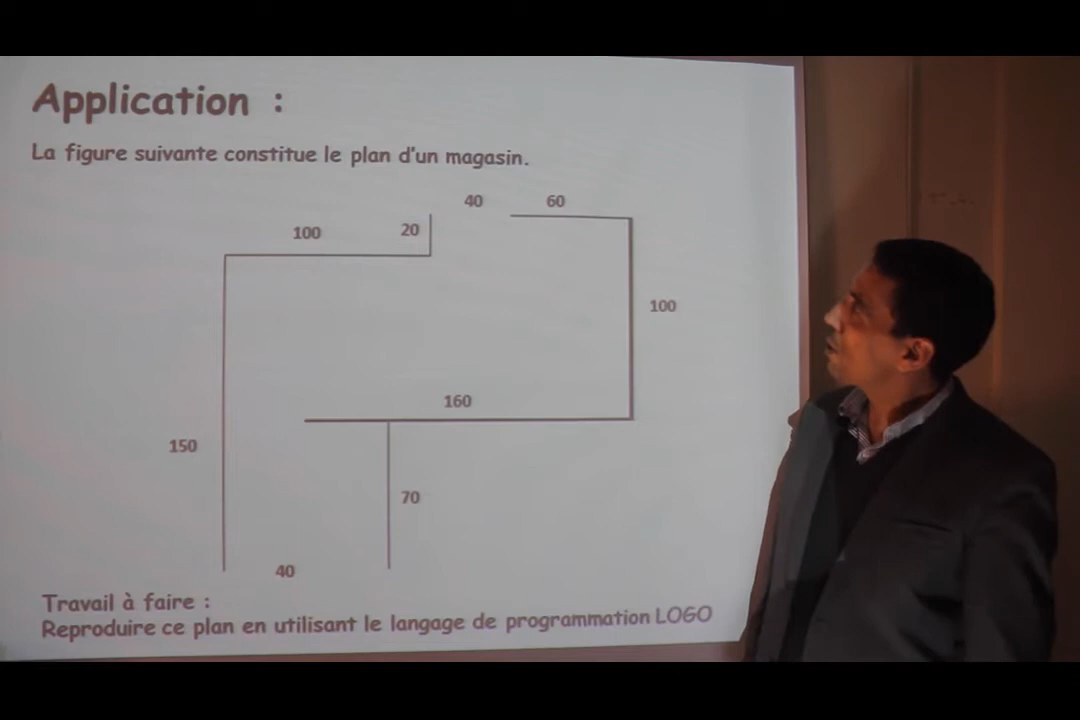 Application :
La figure suivante constitue le plan d'un magasin.
40 60
100 20
100
160
150
70
40
Travail à faire :
Reproduire ce plan en utilisant le langage de programmation LOGO